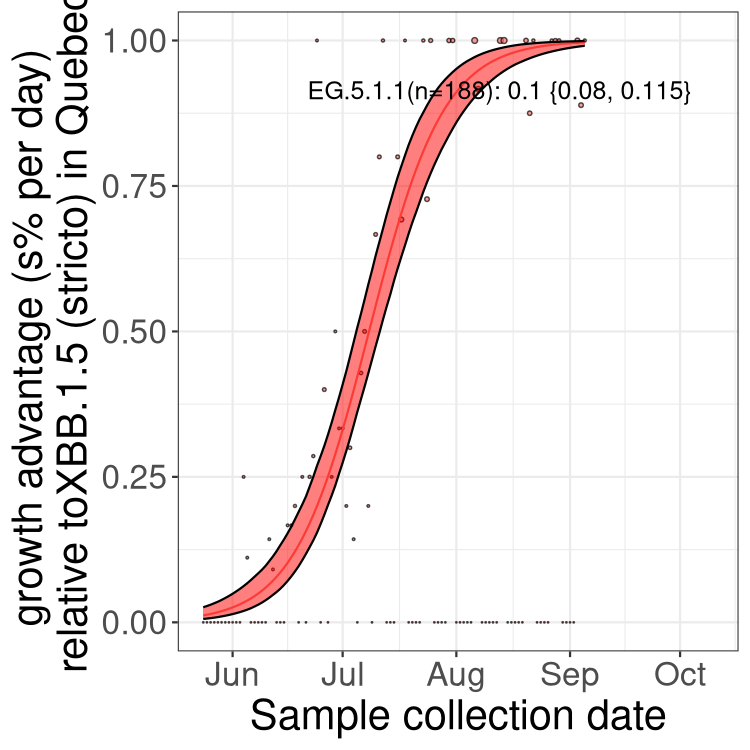 growth advantage (s% per day)
relative toXBB.1.5 (stricto) in Quebec
1.00
EG.5.1.1(n=188): 0.1 {0.08, 0.115}
0.75
0.50
0.25
0.00
Jun Jul Aug Sep Oct
Sample collection date